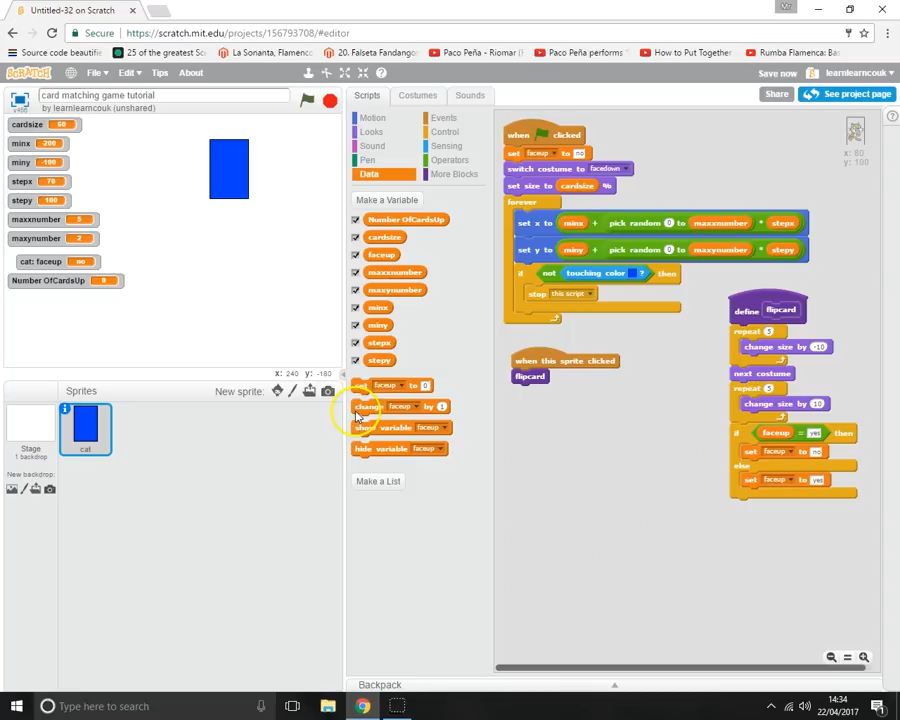 Untitled-32 on Scratch
Mr
Secure https://scratch.mit.edu/projects/156793708/#editor
Source code beautifie
25 of the greatest Sc
La Sonanta, Flamenc
20. Falseta Fandango
Paco Peña - Riomar (
Paco Peña performs
How to Put Together
Rumba Flamenca: Bas
SCRATCH File Edit Tips About
Save now learnlearncouk
v456
card matching game tutorial
by learnlearncouk (unshared)
Scripts Costumes Sounds
Share See project page
cardsize 60
minx -200
miny -100
stepx 70
stepy 100
maxxnumber 5
maxynumber 2
cat: faceup no
Number OfCardsUp 0
x: 240 y: -180
Sprites New sprite:
Stage
1 backdrop
New backdrop:
cat
Motion
Looks
Sound
Pen
Data
Events
Control
Sensing
Operators
More Blocks
Make a Variable
Number OfCardsUp
cardsize
faceup
maxxnumber
maxynumber
minx
miny
stepx
stepy
set faceup to 0
change faceup by 1
show variable faceup
hide variable faceup
Make a List
when clicked
set faceup to no
switch costume to facedown
set size to cardsize %
forever
set x to minx + pick random 0 to maxxnumber * stepx
set y to miny + pick random 0 to maxynumber * stepy
if not touching color ? then
stop this script
when this sprite clicked
flipcard
x: 80
y: 100
define flipcard
repeat 5
change size by -10
next costume
repeat 5
change size by 10
if faceup = yes then
set faceup to no
else
set faceup to yes
Backpack
Type here to search
14:34
22/04/2017